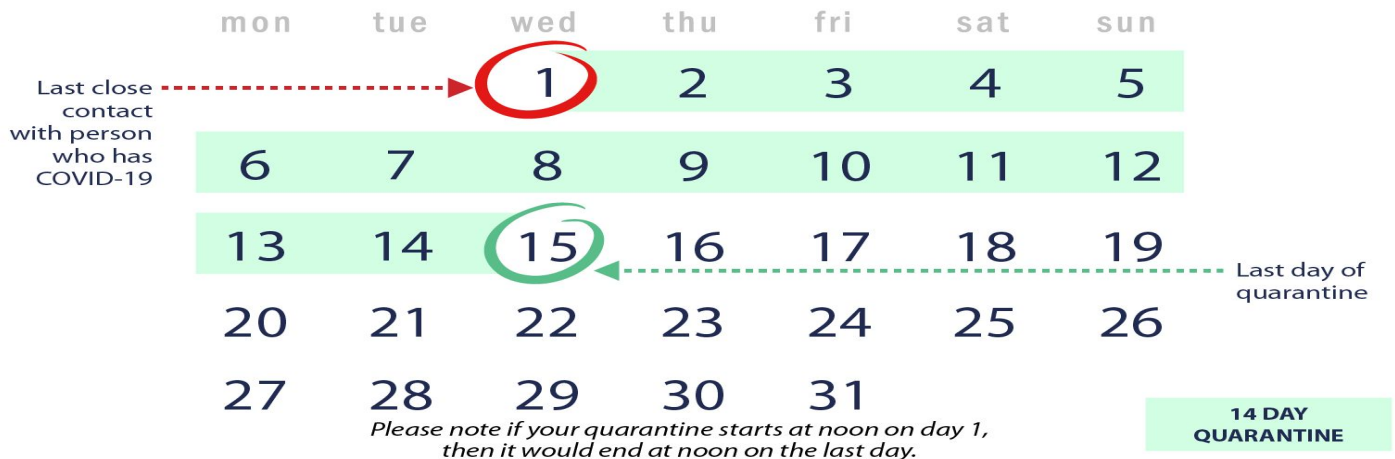 mon tue wed thu fri sat sun
1 2 3 4 5
Last close
contact
with person
who has
COVID-19
6 7 8 9 10 11 12
13 14 15 16 17 18 19
Last day of
quarantine
20 21 22 23 24 25 26
27 28 29 30 31
Please note if your quarantine starts at noon on day 1,
then it would end at noon on the last day.
14 DAY
QUARANTINE